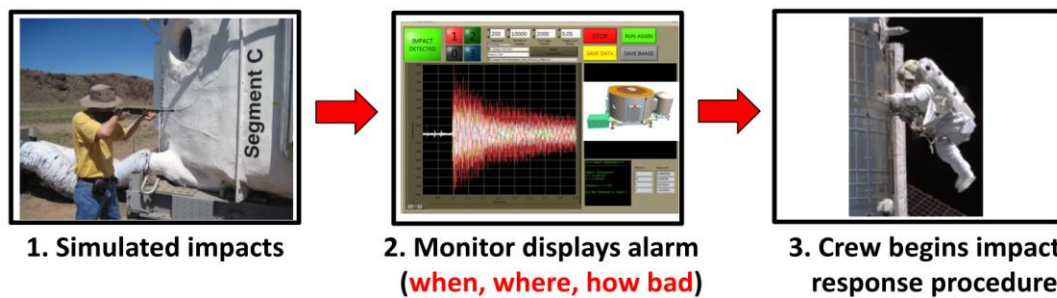 Segment C
IMPACT
DETECTED
1 2
200 10000 2000 0.05
STOP
RUN AGAIN
SAVE DATA
SAVE IMAGE
1. Simulated impacts
2. Monitor displays alarm
(when, where, how bad)
3. Crew begins impact
response procedure